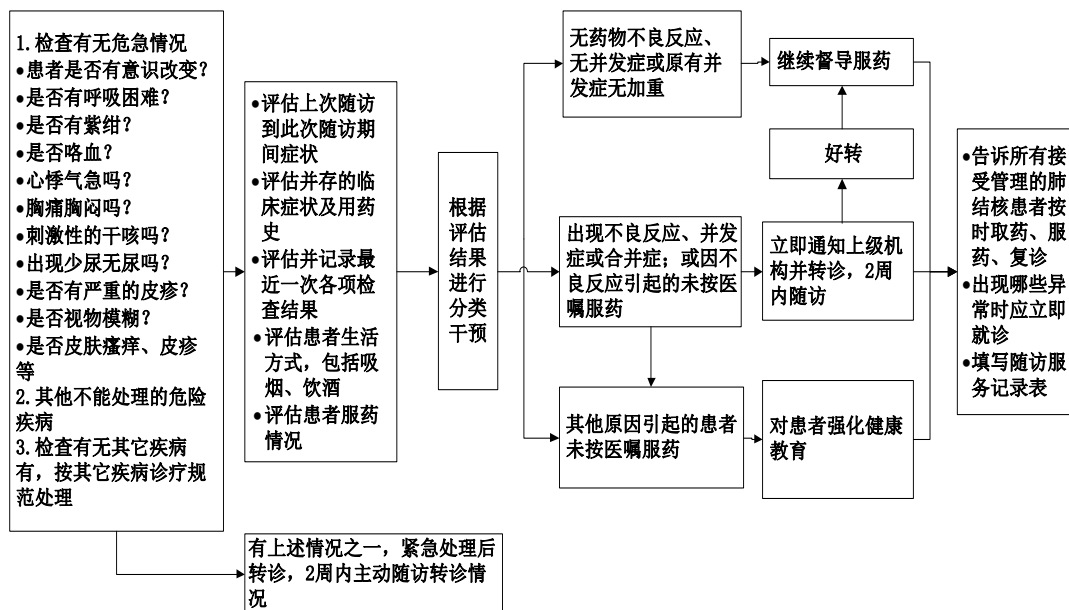 1.检查有无危急情况
•患者是否有意识改变?
•是否有呼吸困难?
•是否有紫绀?
•是否咯血?
•心悸气急吗?
•胸痛胸闷吗?
•刺激性的干咳吗?
•出现少尿无尿吗?
•是否有严重的皮疹?
•是否视物模糊?
•是否皮肤瘙痒、皮疹
等
2.其他不能处理的危险
疾病
3.检查有无其它疾病
有，按其它疾病诊疗规
范处理
•评估上次随访
到此次随访期
间症状
•评估并存的临
床症状及用药
史
•评估并记录最
近一次各项检
查结果
•评估患者生活
方式，包括吸
烟、饮酒
•评估患者服药
情况
有上述情况之一，紧急处理后
转诊，2周内主动随访转诊情
况
根据
评估
结果
进行
分类
干预
无药物不良反应、
无并发症或原有并
发症无加重
出现不良反应、并发
症或合并症；或因不
良反应引起的未按医
嘱服药
其他原因引起的患者
未按医嘱服药
继续督导服药
好转
立即通知上级机
构并转诊，2周
内随访
对患者强化健康
教育
•告诉所有接
受管理的肺
结核患者按
时取药、服
药、复诊
•出现哪些异
常时应立即
就诊
•填写随访服
务记录表